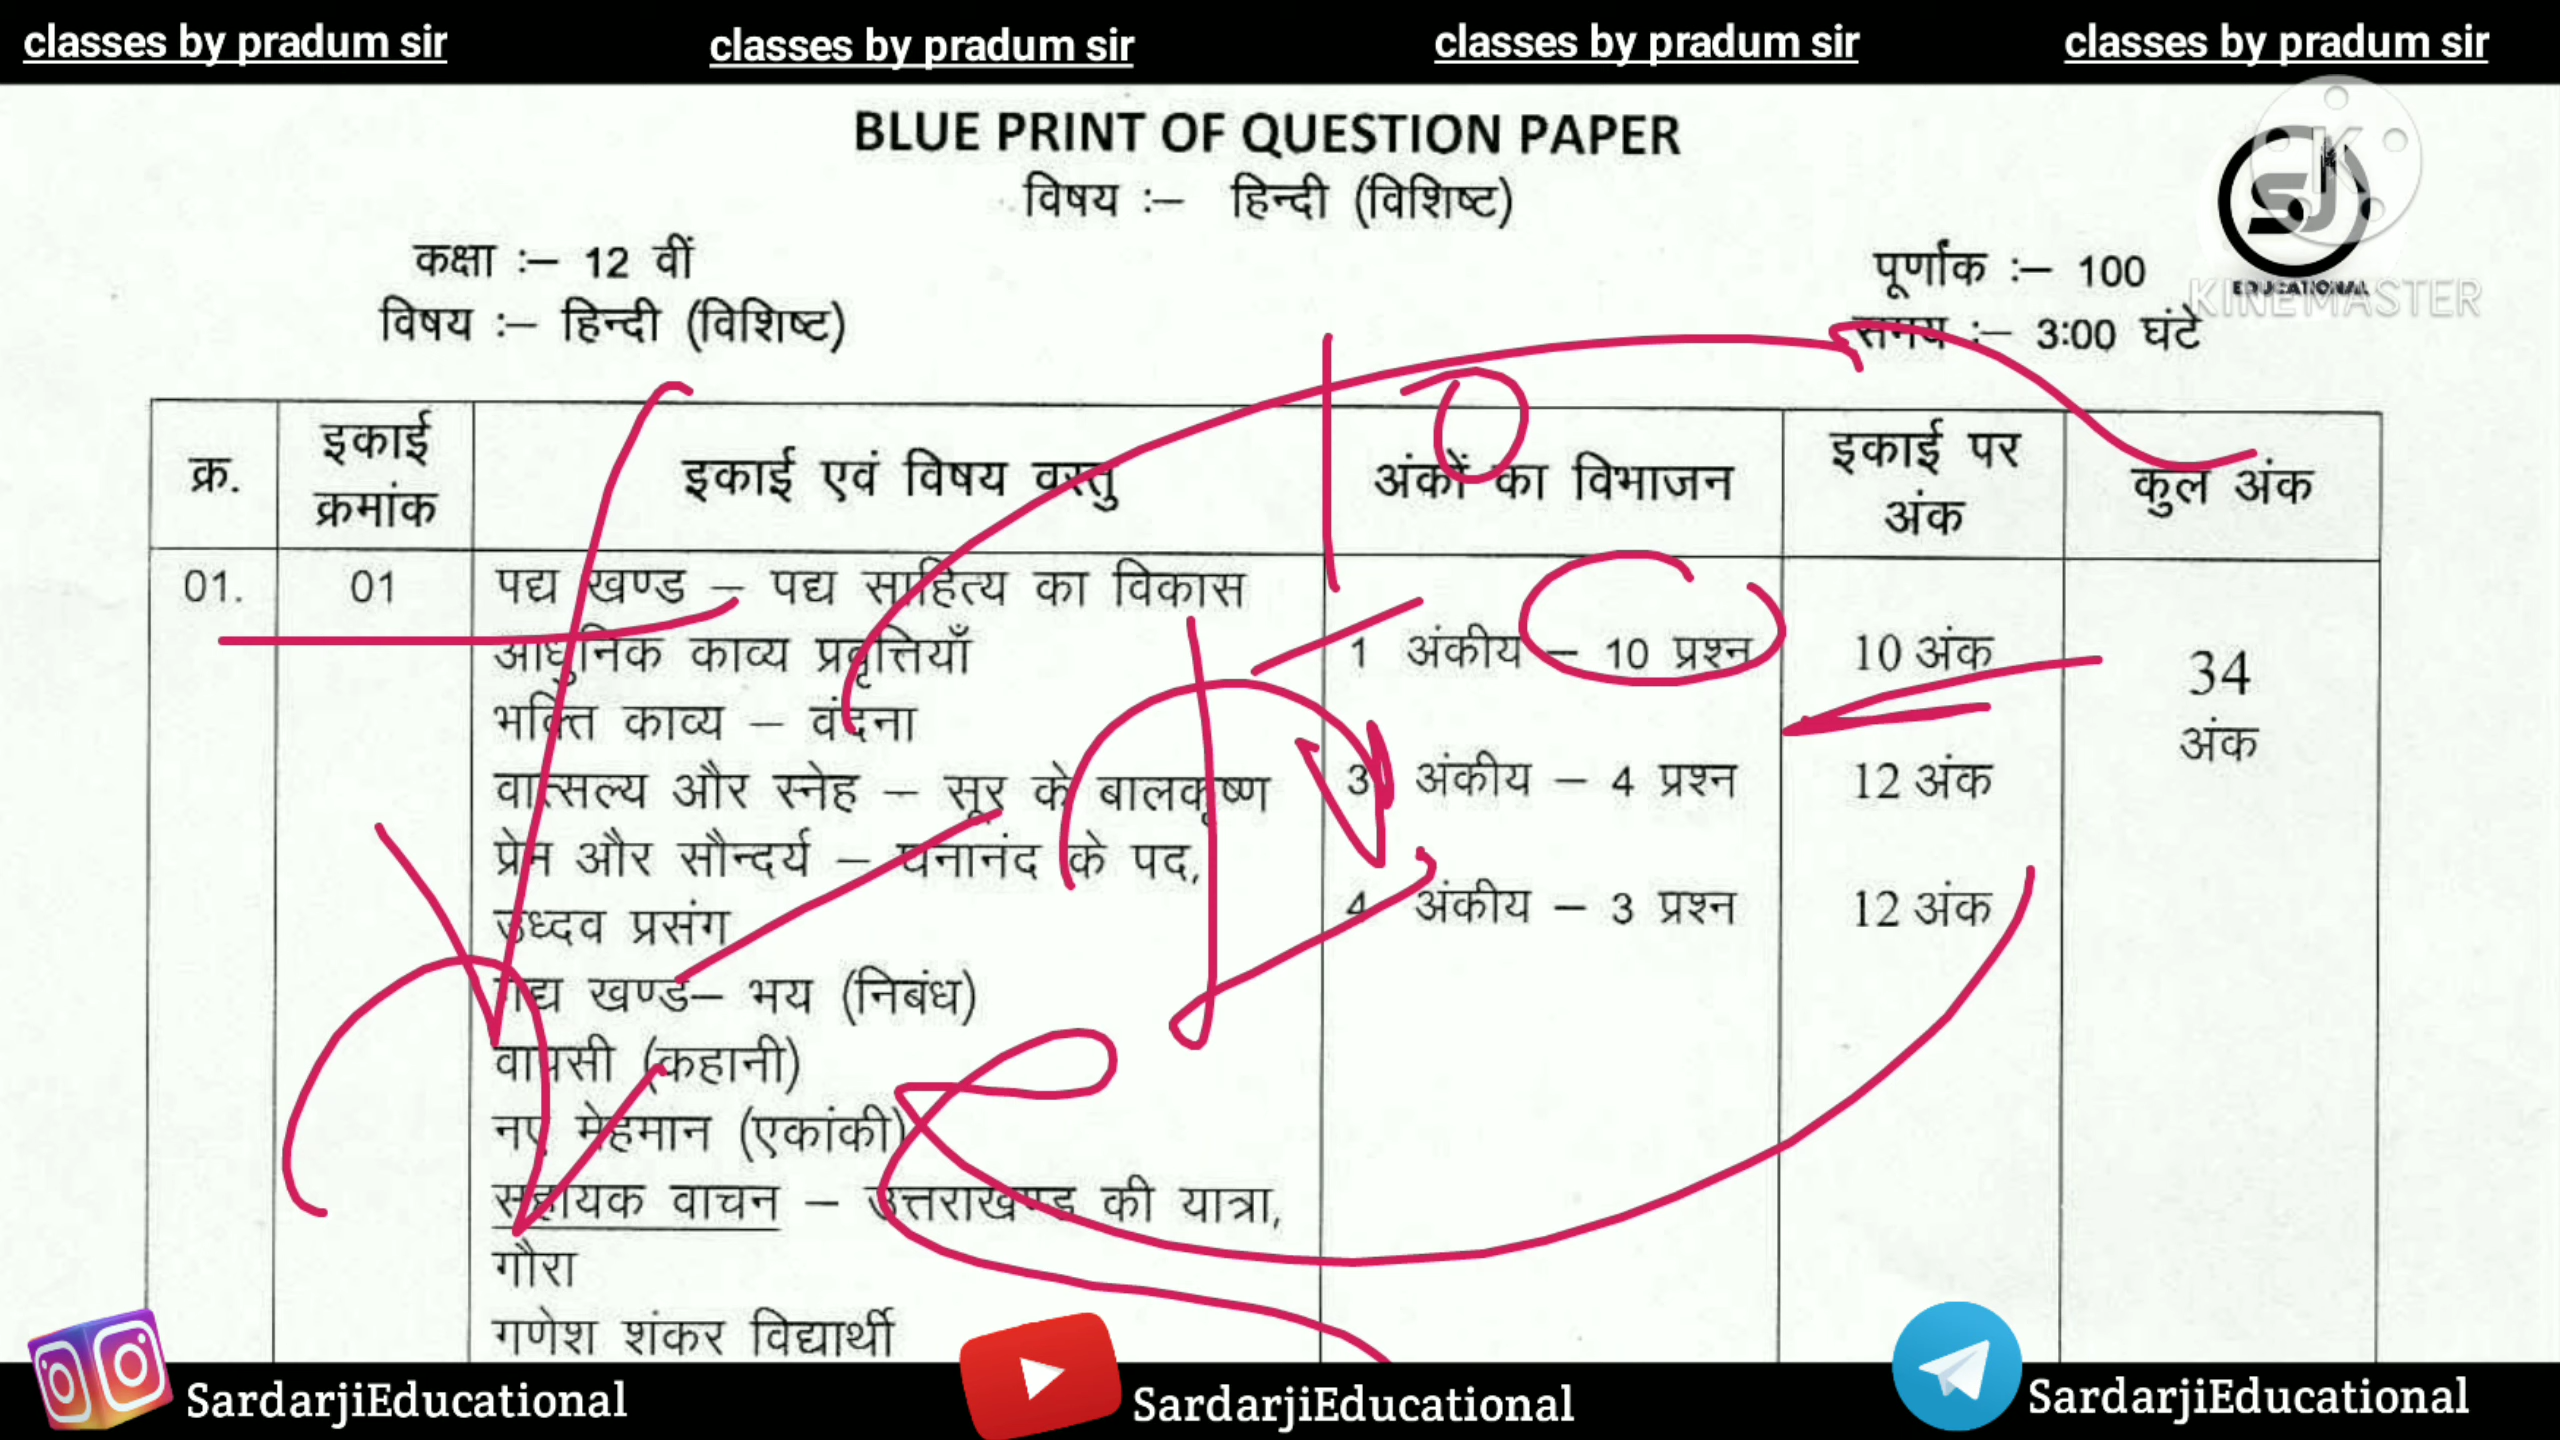 classes by pradum sir classes by pradum sir classes by pradum sir classes by pradum sir
BLUE PRINT OF QUESTION PAPER
विषय :– हिन्दी (विशिष्ट)
कक्षा :– 12 वीं
पूर्णांक :– 100
विषय :– हिन्दी (विशिष्ट)
समय :– 3:00 घंटे
EDUCATIONAL
KINEMASTER
क्र. इकाई क्रमांक इकाई एवं विषय वस्तु अंकों का विभाजन इकाई पर अंक कुल अंक
01. 01 पद्य खण्ड – पद्य साहित्य का विकास
आधुनिक काव्य प्रवृत्तियाँ 1 अंकीय – 10 प्रश्न 10 अंक 34 अंक
भक्ति काव्य – वंदना
वात्सल्य और स्नेह – सूर के बालकृष्ण 3 अंकीय – 4 प्रश्न 12 अंक
प्रेम और सौन्दर्य – घनानंद के पद,
उध्दव प्रसंग 4 अंकीय – 3 प्रश्न 12 अंक
गद्य खण्ड– भय (निबंध)
वापसी (कहानी)
नए मेहमान (एकांकी)
सहायक वाचन – उत्तराखण्ड की यात्रा,
गौरा
गणेश शंकर विद्यार्थी
SardarjiEducational SardarjiEducational SardarjiEducational